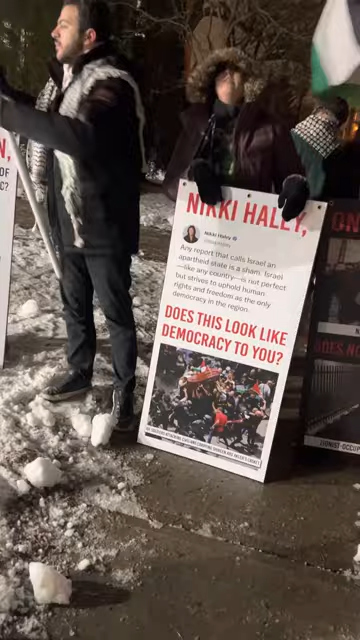 N,
OF
C?
NIKKI HALEY,
Nikki Haley
Any report that calls Israel an
apartheid state is a sham. Israel
—like any country—is not perfect
but strives to uphold human
rights and freedom as the only
democracy in the region.
DOES THIS LOOK LIKE
DEMOCRACY TO YOU?
ON
DOES NO
ZIONIST-OCCUP